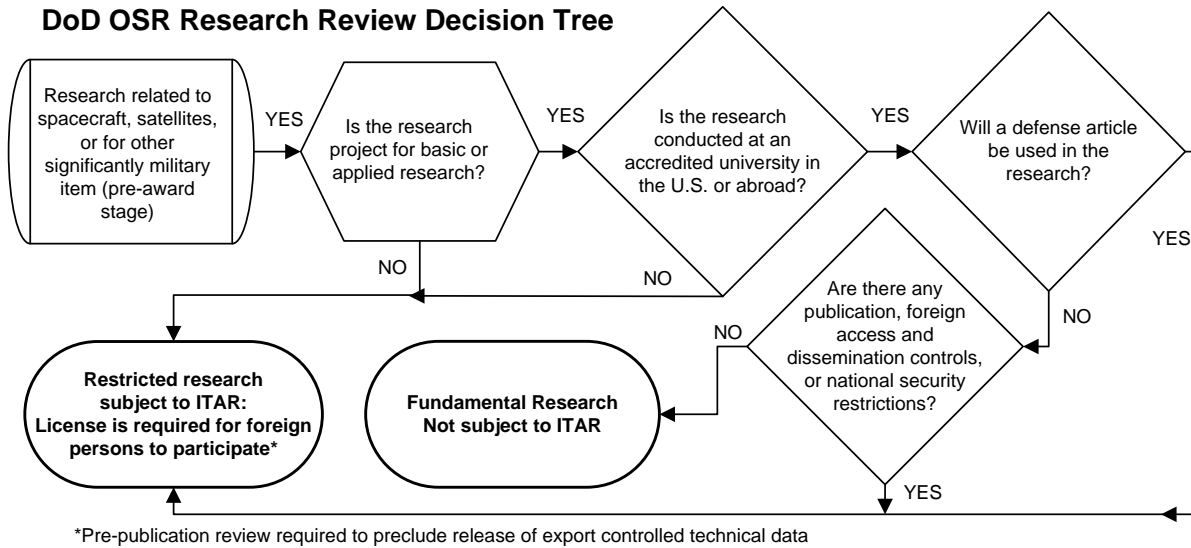 DoD OSR Research Review Decision Tree
Research related to
spacecraft, satellites,
or for other
significantly military
item (pre-award
stage)
YES
Is the research
project for basic or
applied research?
YES
Is the research
conducted at an
accredited university in
the U.S. or abroad?
YES
Will a defense article
be used in the
research?
YES
NO
NO
NO
Are there any
publication, foreign
access and
dissemination controls,
or national security
restrictions?
NO
YES
Restricted research
subject to ITAR:
License is required for foreign
persons to participate*
Fundamental Research
Not subject to ITAR
*Pre-publication review required to preclude release of export controlled technical data